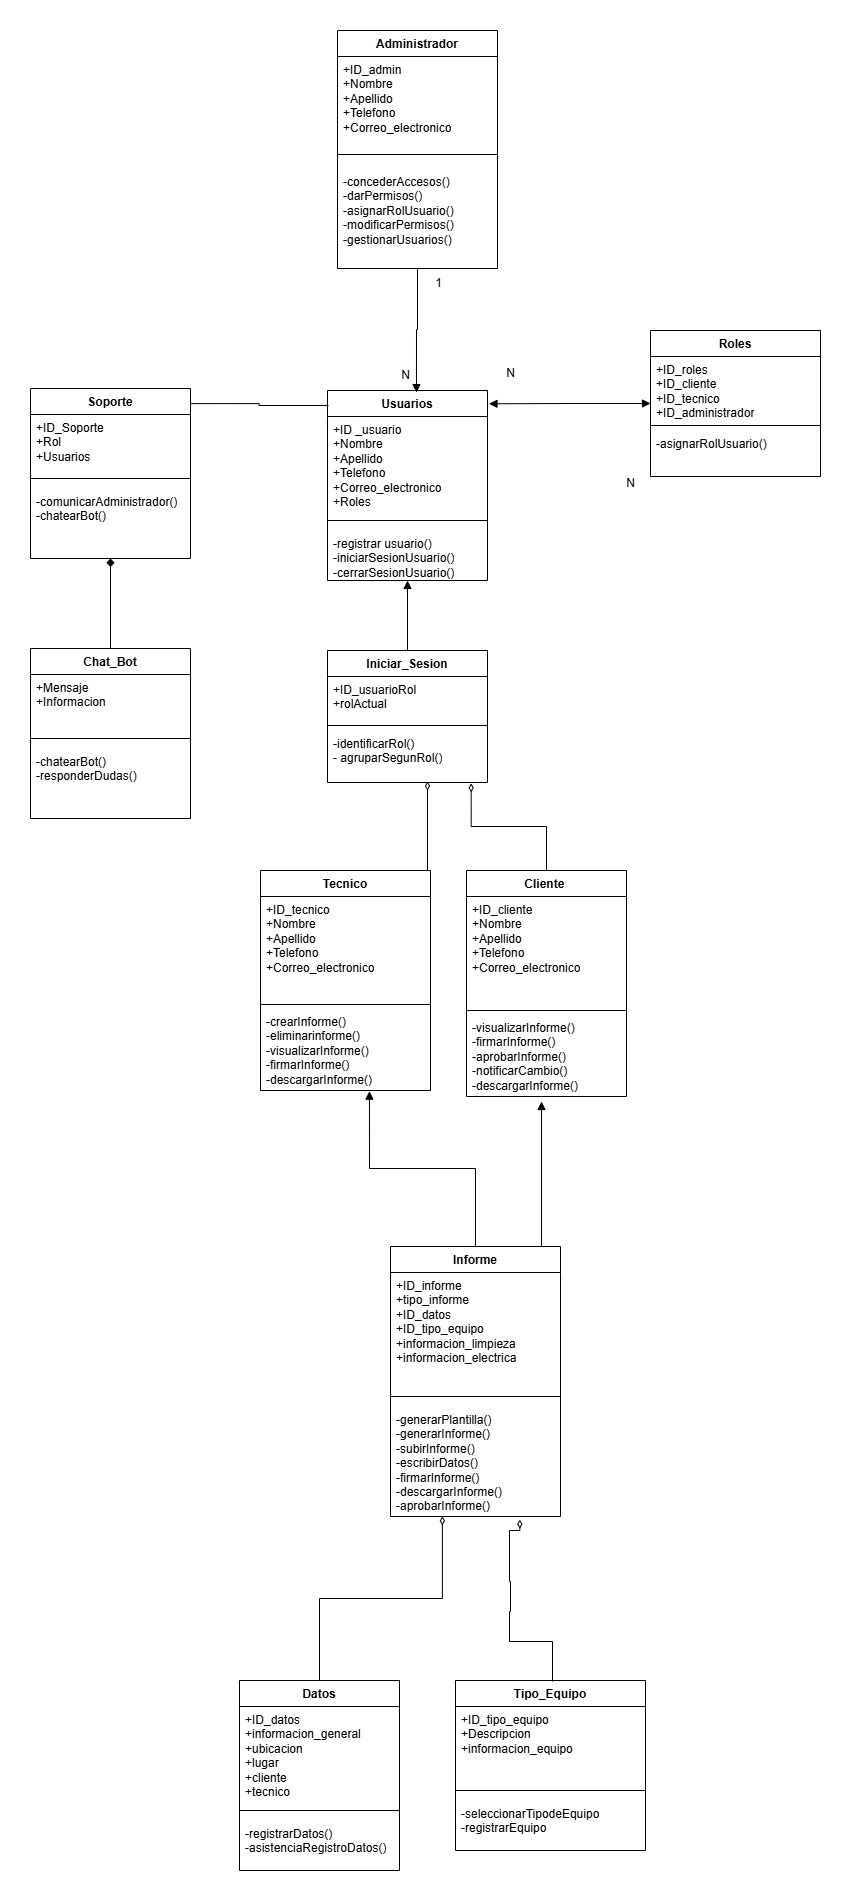 Administrador
+ID_admin
+Nombre
+Apellido
+Telefono
+Correo_electronico
-concederAccesos()
-darPermisos()
-asignarRolUsuario()
-modificarPermisos()
-gestionarUsuarios()
1
N
N
Roles
+ID_roles
+ID_cliente
+ID_tecnico
+ID_administrador
-asignarRolUsuario()
N
Soporte
+ID_Soporte
+Rol
+Usuarios
-comunicarAdministrador()
-chatearBot()
Usuarios
+ID _usuario
+Nombre
+Apellido
+Telefono
+Correo_electronico
+Roles
-registrar usuario()
-iniciarSesionUsuario()
-cerrarSesionUsuario()
Chat_Bot
+Mensaje
+Informacion
-chatearBot()
-responderDudas()
Iniciar_Sesion
+ID_usuarioRol
+rolActual
-identificarRol()
- agruparSegunRol()
Tecnico
+ID_tecnico
+Nombre
+Apellido
+Telefono
+Correo_electronico
-crearInforme()
-eliminarinforme()
-visualizarInforme()
-firmarInforme()
-descargarInforme()
Cliente
+ID_cliente
+Nombre
+Apellido
+Telefono
+Correo_electronico
-visualizarInforme()
-firmarInforme()
-aprobarInforme()
-notificarCambio()
-descargarInforme()
Informe
+ID_informe
+tipo_informe
+ID_datos
+ID_tipo_equipo
+informacion_limpieza
+informacion_electrica
-generarPlantilla()
-generarInforme()
-subirInforme()
-escribirDatos()
-firmarInforme()
-descargarInforme()
-aprobarInforme()
Datos
+ID_datos
+informacion_general
+ubicacion
+lugar
+cliente
+tecnico
-registrarDatos()
-asistenciaRegistroDatos()
Tipo_Equipo
+ID_tipo_equipo
+Descripcion
+informacion_equipo
-seleccionarTipodeEquipo
-registrarEquipo